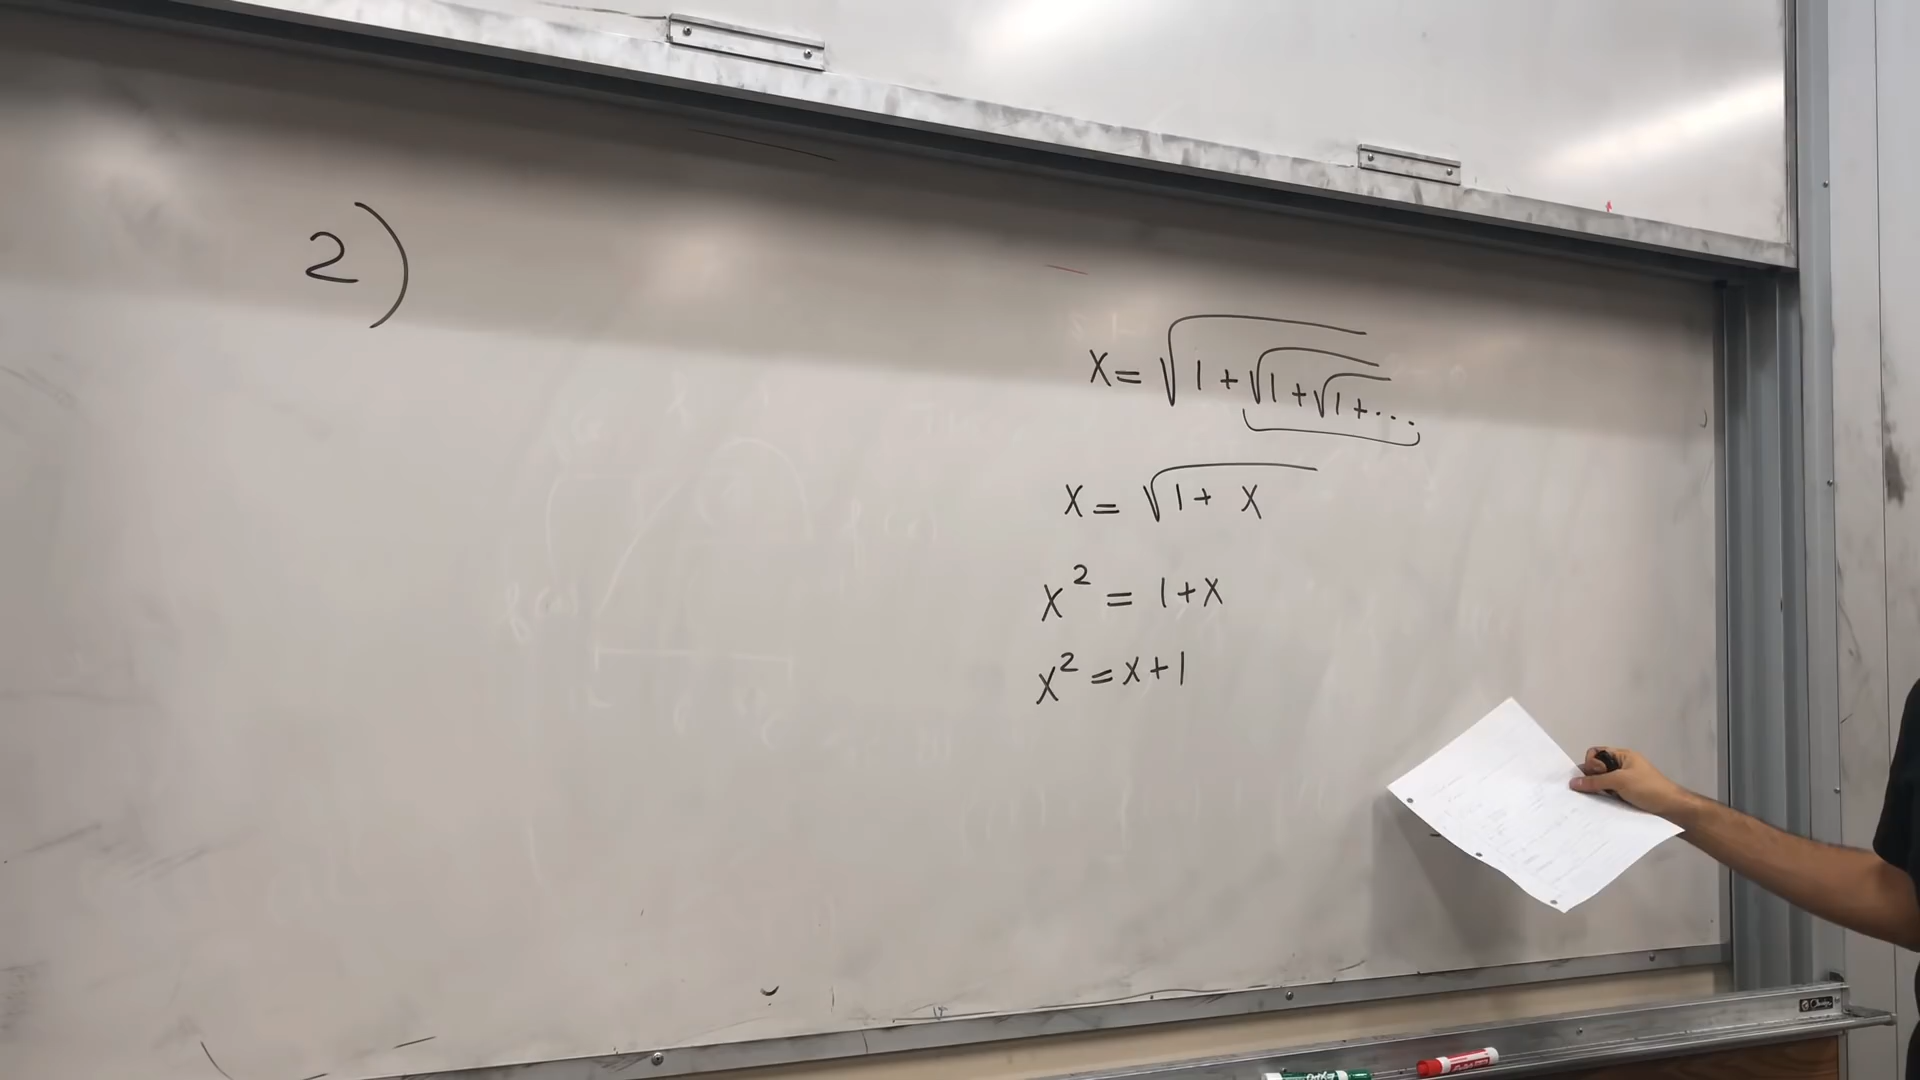 2)
x = √(1 + √(1 + √(1 + ...
x = √(1 + x)
x² = 1 + x
x² = x + 1